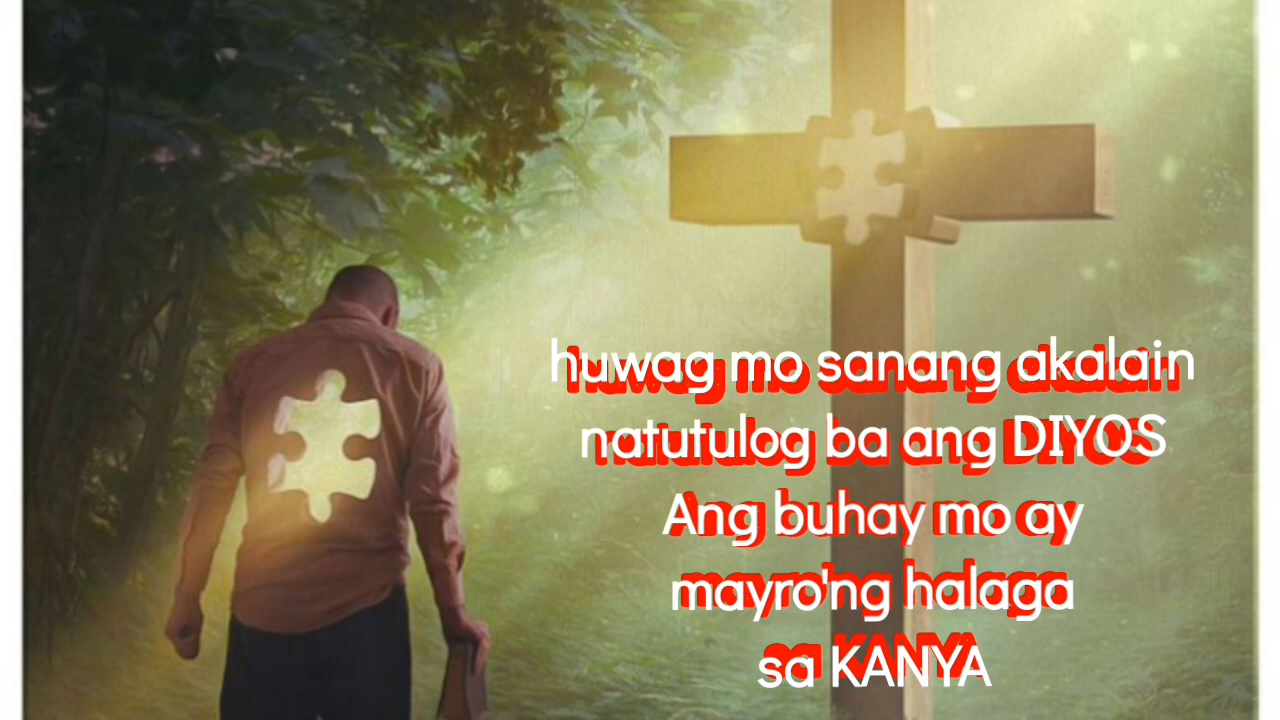 huwag mo sanang akalain
natutulog ba ang DIYOS
Ang buhay mo ay
mayro'ng halaga
sa KANYA